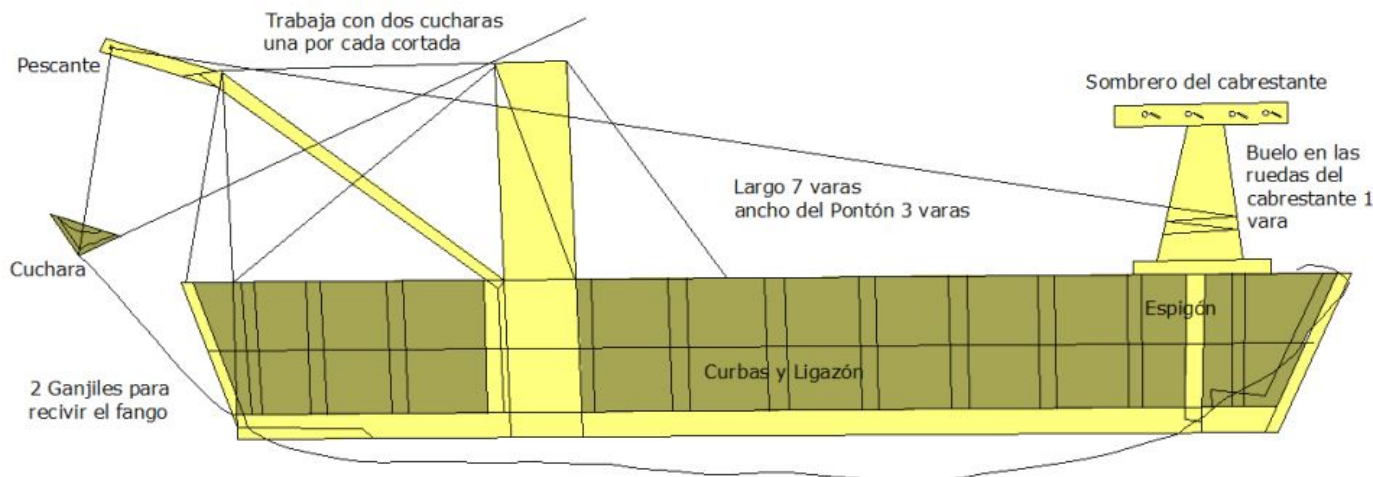 Trabaja con dos cucharas
una por cada cortada
Pescante
Sombrero del cabrestante
Buelo en las
ruedas del
cabrestante 1
vara
Largo 7 varas
ancho del Pontón 3 varas
Cuchara
Espigón
Curbas y Ligazón
2 Ganjiles para
recivir el fango